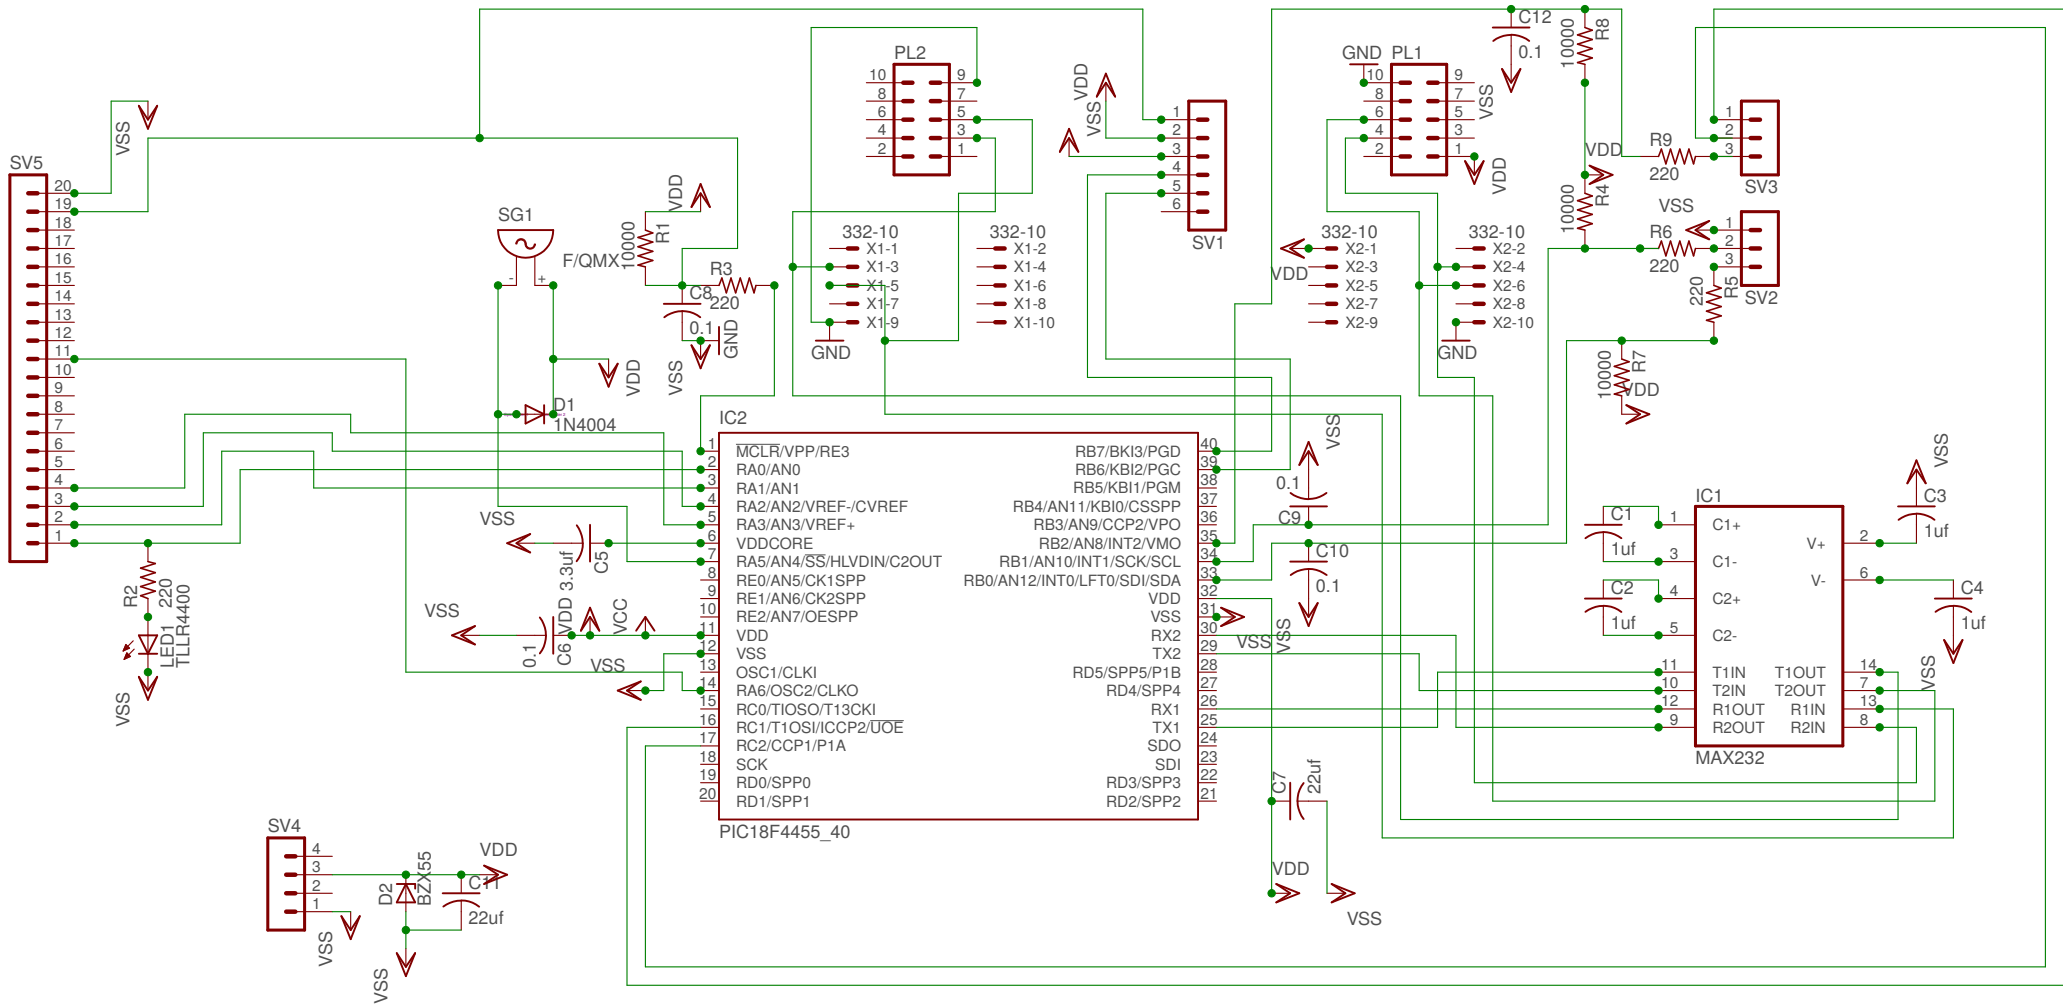 SV5
20
19
18
17
16
15
14
13
12
11
10
9
8
7
6
5
4
3
2
1
VSS
R2
220
LED1
TLLR4400
VSS
SG1
F/QMX
-
+
D1
1N4004
10000
R1
VDD
R3
220
C8
0.1
GND
VSS
VDD
VSS
3.3uf
C5
VSS
0.1
C6
VDD
VCC
VSS
PL2
10 9
8 7
6 5
4 3
2 1
332-10
X1-1
X1-3
X1-5
X1-7
X1-9
GND
332-10
X1-2
X1-4
X1-6
X1-8
X1-10
VDD
VSS
1
2
3
4
5
6
SV1
GND
PL1
10 9
8 7
6 5
4 3
2 1
VSS
VDD
332-10
X2-1
X2-3
X2-5
X2-7
X2-9
VDD
332-10
X2-2
X2-4
X2-6
X2-8
X2-10
GND
C12
0.1
10000
R8
VDD
10000
R4
R9
220
1
2
3
SV3
VSS
R6
220
1
2
3
SV2
220
R5
10000
R7
VDD
IC2
1 MCLR/VPP/RE3
2 RA0/AN0
3 RA1/AN1
4 RA2/AN2/VREF-/CVREF
5 RA3/AN3/VREF+
6 VDDCORE
7 RA5/AN4/SS/HLVDIN/C2OUT
8 RE0/AN5/CK1SPP
9 RE1/AN6/CK2SPP
10 RE2/AN7/OESPP
11 VDD
12 VSS
13 OSC1/CLKI
14 RA6/OSC2/CLKO
15 RC0/TIOSO/T13CKI
16 RC1/T1OSI/ICCP2/UOE
17 RC2/CCP1/P1A
18 SCK
19 RD0/SPP0
20 RD1/SPP1
RB7/BKI3/PGD 40
RB6/KBI2/PGC 39
RB5/KBI1/PGM 38
RB4/AN11/KBI0/CSSPP 37
RB3/AN9/CCP2/VPO 36
RB2/AN8/INT2/VMO 35
RB1/AN10/INT1/SCK/SCL 34
RB0/AN12/INT0/LFT0/SDI/SDA 33
VDD 32
VSS 31
RX2 30
TX2 29
RD5/SPP5/P1B 28
RD4/SPP4 27
RX1 26
TX1 25
SDO 24
SDI 23
RD3/SPP3 22
RD2/SPP2 21
PIC18F4455_40
VSS
0.1
C9
C10
0.1
VSS
VSS
C7
22uf
VDD
VSS
C1
1uf
C2
1uf
IC1
1 C1+
3 C1-
4 C2+
5 C2-
11 T1IN
10 T2IN
12 R1OUT
9 R2OUT
V+ 2
V- 6
T1OUT 14
T2OUT 7
R1IN 13
R2IN 8
MAX232
VSS
C3
1uf
C4
1uf
VSS
SV4
4
3
2
1
VSS
D2
BZX55
C11
22uf
VDD
VSS